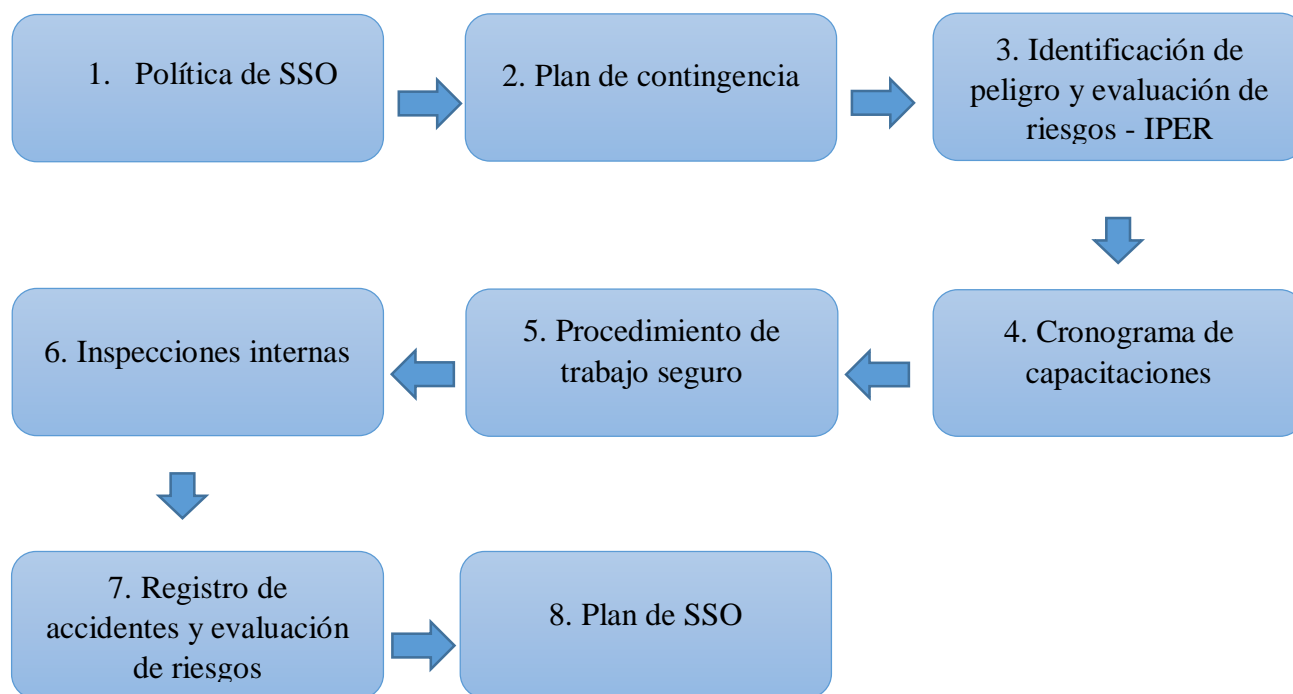 1. Política de SSO
2. Plan de contingencia
3. Identificación de
peligro y evaluación de
riesgos - IPER
4. Cronograma de
capacitaciones
5. Procedimiento de
trabajo seguro
6. Inspecciones internas
7. Registro de
accidentes y evaluación
de riesgos
8. Plan de SSO